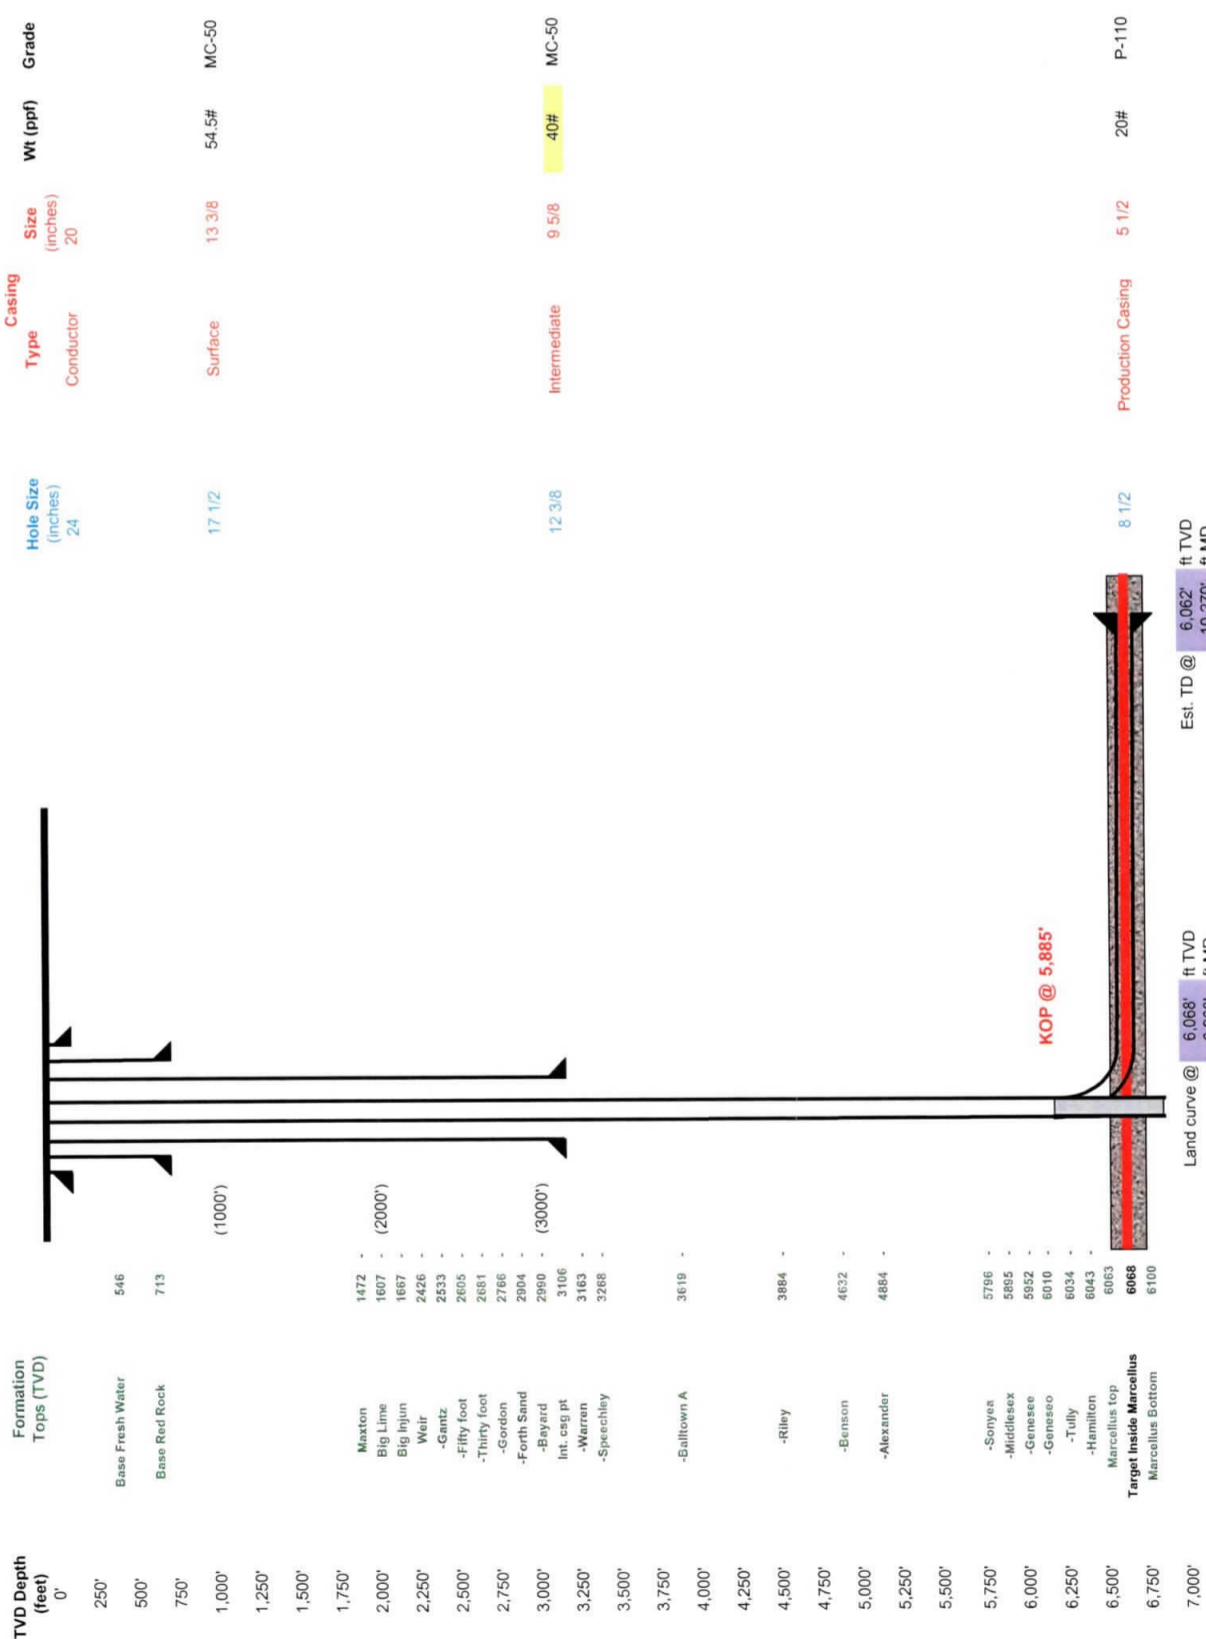 TVD Depth
(feet)
0'
250'
500'
750'
1,000'
1,250'
1,500'
1,750'
2,000'
2,250'
2,500'
2,750'
3,000'
3,250'
3,500'
3,750'
4,000'
4,250'
4,500'
4,750'
5,000'
5,250'
5,500'
5,750'
6,000'
6,250'
6,500'
6,750'
7,000'
Formation
Tops (TVD)
Base Fresh Water 546
Base Red Rock 713
Maxton 1472 -
Big Lime 1607 -
Big Injun 1667 -
Weir 2426 -
-Gantz 2533 -
-Fifty foot 2605 -
-Thirty foot 2681 -
-Gordon 2766 -
-Forth Sand 2904 -
-Bayard 2990 -
Int. csg pt 3106
-Warren 3163 -
-Speechley 3268 -
-Balltown A 3619 -
-Riley 3884 -
-Benson 4632 -
-Alexander 4884 -
-Sonyea 5796 -
-Middlesex 5895 -
-Genesee 5952 -
-Geneseo 6010 -
-Tully 6034 -
-Hamilton 6043 -
Marcellus top 6063
Target Inside Marcellus 6068
Marcellus Bottom 6100
(1000')
(2000')
(3000')
KOP @ 5,885'
Land curve @ 6,068' ft TVD
ft MD
Est. TD @ 6,062' ft TVD
ft MD
Casing
Hole Size Type Size Wt (ppf) Grade
(inches) (inches)
24 Conductor 20
17 1/2 Surface 13 3/8 54.5# MC-50
12 3/8 Intermediate 9 5/8 40# MC-50
8 1/2 Production Casing 5 1/2 20# P-110